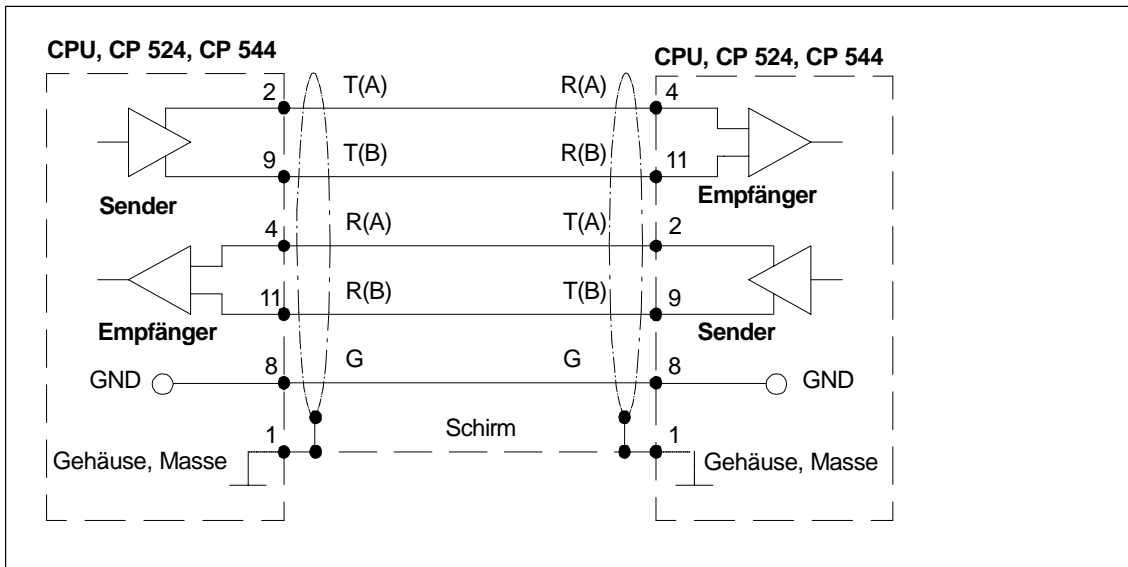 CPU, CP 524, CP 544
CPU, CP 524, CP 544
2 T(A) R(A) 4
9 T(B) R(B) 11
Sender
Empfänger
4 R(A) T(A) 2
11 R(B) T(B) 9
Empfänger
Sender
GND 8 G G 8 GND
1 Schirm 1
Gehäuse, Masse
Gehäuse, Masse